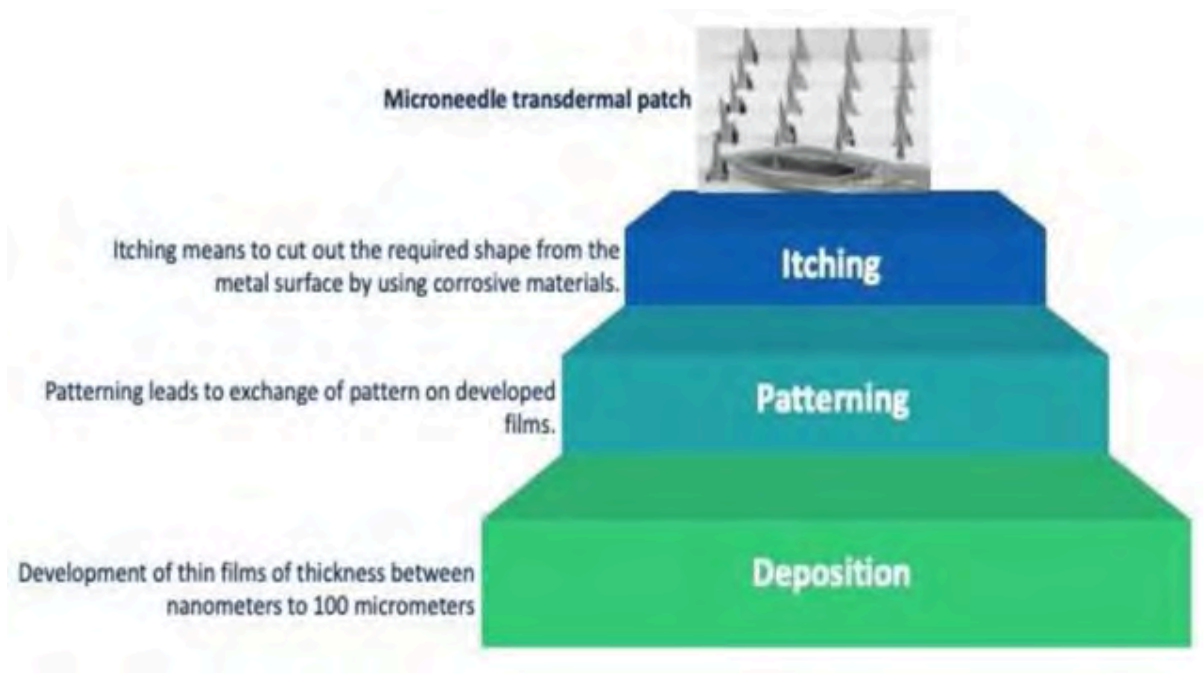 Microneedle transdermal patch
Itching means to cut out the required shape from the
metal surface by using corrosive materials.
Itching
Patterning leads to exchange of pattern on developed
films.
Patterning
Development of thin films of thickness between
nanometers to 100 micrometers
Deposition